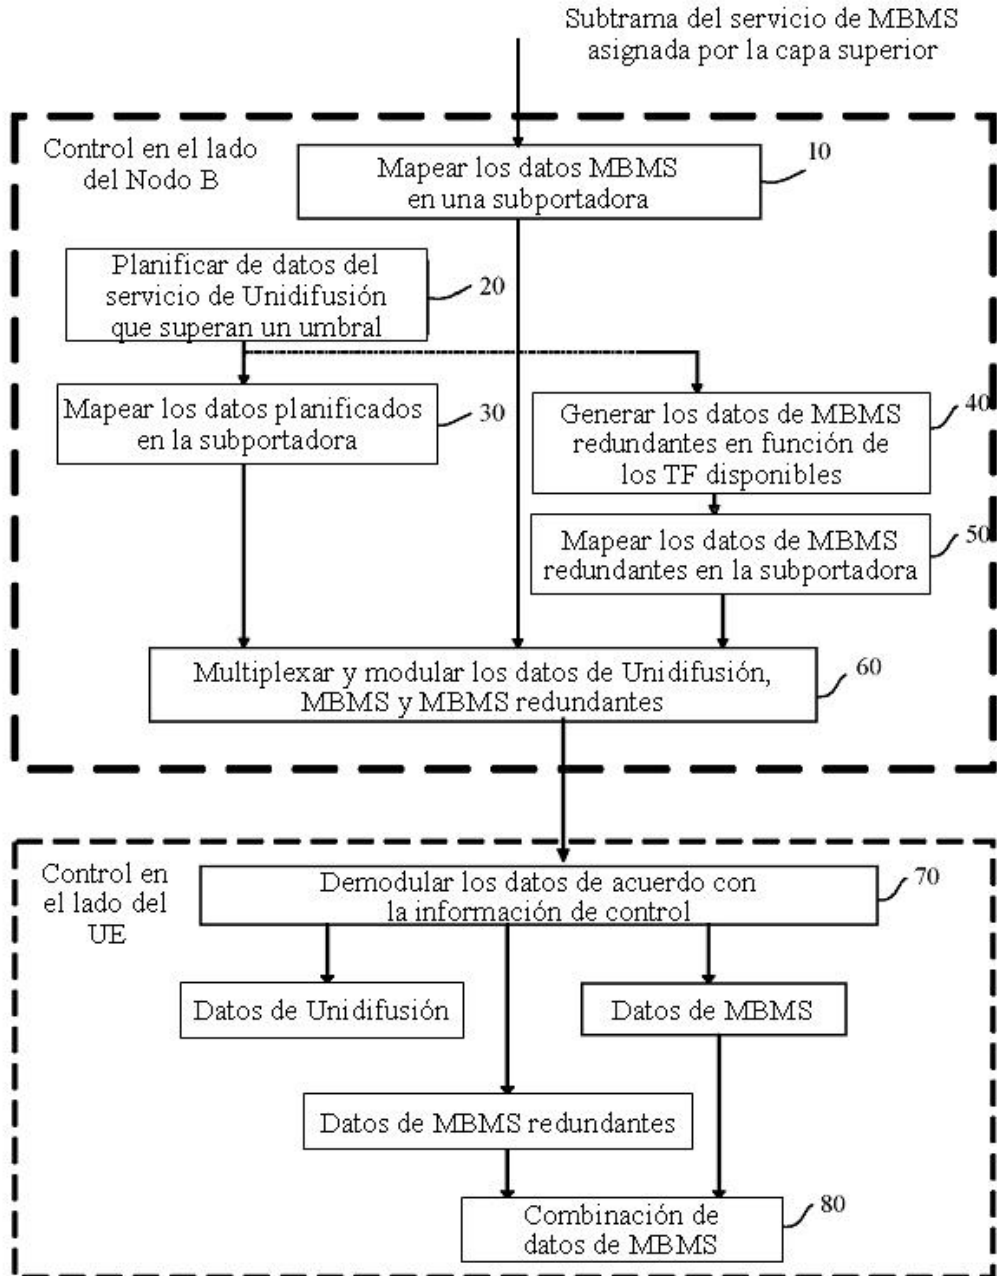 Subtrama del servicio de MBMS
asignada por la capa superior
Control en el lado
del Nodo B
Mapear los datos MBMS
en una subportadora
10
Planificar de datos del
servicio de Unidifusión
que superan un umbral
20
Mapear los datos planificados
en la subportadora
30
Generar los datos de MBMS
redundantes en función de
los TF disponibles
40
Mapear los datos de MBMS
redundantes en la subportadora
50
Multiplexar y modular los datos de Unidifusión,
MBMS y MBMS redundantes
60
Control en
el lado del
UE
Demodular los datos de acuerdo con
la información de control
70
Datos de Unidifusión
Datos de MBMS
Datos de MBMS redundantes
Combinación de
datos de MBMS
80